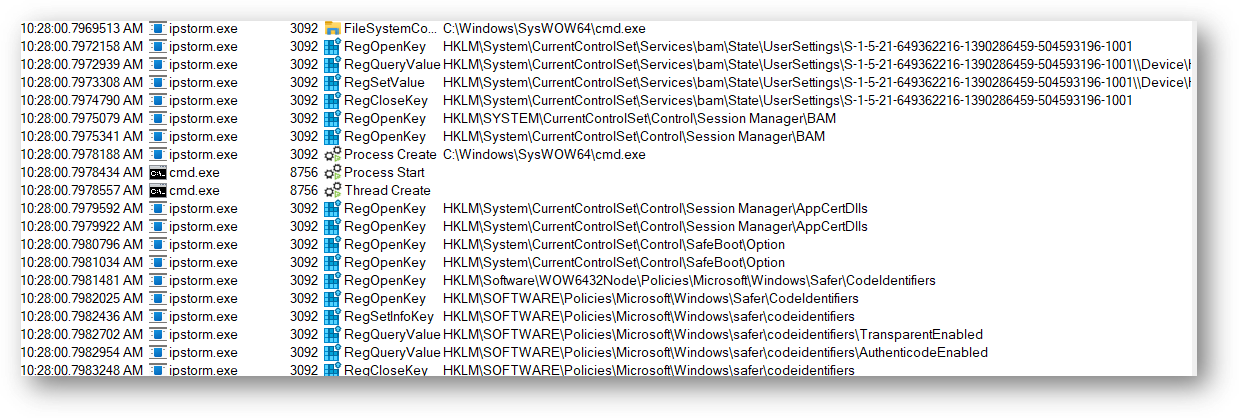 10:28:00.7969513 AM ipstorm.exe 3092 FileSystemCo... C:\Windows\SysWOW64\cmd.exe
10:28:00.7972158 AM ipstorm.exe 3092 RegOpenKey HKLM\System\CurrentControlSet\Services\bam\State\UserSettings\S-1-5-21-649362216-1390286459-504593196-1001
10:28:00.7972939 AM ipstorm.exe 3092 RegQueryValue HKLM\System\CurrentControlSet\Services\bam\State\UserSettings\S-1-5-21-649362216-1390286459-504593196-1001\\Device\H
10:28:00.7973308 AM ipstorm.exe 3092 RegSetValue HKLM\System\CurrentControlSet\Services\bam\State\UserSettings\S-1-5-21-649362216-1390286459-504593196-1001\\Device\H
10:28:00.7974790 AM ipstorm.exe 3092 RegCloseKey HKLM\System\CurrentControlSet\Services\bam\State\UserSettings\S-1-5-21-649362216-1390286459-504593196-1001
10:28:00.7975079 AM ipstorm.exe 3092 RegOpenKey HKLM\SYSTEM\CurrentControlSet\Control\Session Manager\BAM
10:28:00.7975341 AM ipstorm.exe 3092 RegOpenKey HKLM\System\CurrentControlSet\Control\Session Manager\BAM
10:28:00.7978188 AM ipstorm.exe 3092 Process Create C:\Windows\SysWOW64\cmd.exe
10:28:00.7978434 AM cmd.exe 8756 Process Start
10:28:00.7978557 AM cmd.exe 8756 Thread Create
10:28:00.7979592 AM ipstorm.exe 3092 RegOpenKey HKLM\System\CurrentControlSet\Control\Session Manager\AppCertDlls
10:28:00.7979922 AM ipstorm.exe 3092 RegOpenKey HKLM\System\CurrentControlSet\Control\Session Manager\AppCertDlls
10:28:00.7980796 AM ipstorm.exe 3092 RegOpenKey HKLM\System\CurrentControlSet\Control\SafeBoot\Option
10:28:00.7981034 AM ipstorm.exe 3092 RegOpenKey HKLM\System\CurrentControlSet\Control\SafeBoot\Option
10:28:00.7981481 AM ipstorm.exe 3092 RegOpenKey HKLM\Software\WOW6432Node\Policies\Microsoft\Windows\Safer\CodeIdentifiers
10:28:00.7982025 AM ipstorm.exe 3092 RegOpenKey HKLM\SOFTWARE\Policies\Microsoft\Windows\Safer\CodeIdentifiers
10:28:00.7982436 AM ipstorm.exe 3092 RegSetInfoKey HKLM\SOFTWARE\Policies\Microsoft\Windows\safer\codeidentifiers
10:28:00.7982702 AM ipstorm.exe 3092 RegQueryValue HKLM\SOFTWARE\Policies\Microsoft\Windows\safer\codeidentifiers\TransparentEnabled
10:28:00.7982954 AM ipstorm.exe 3092 RegQueryValue HKLM\SOFTWARE\Policies\Microsoft\Windows\safer\codeidentifiers\AuthenticodeEnabled
10:28:00.7983248 AM ipstorm.exe 3092 RegCloseKey HKLM\SOFTWARE\Policies\Microsoft\Windows\safer\codeidentifiers